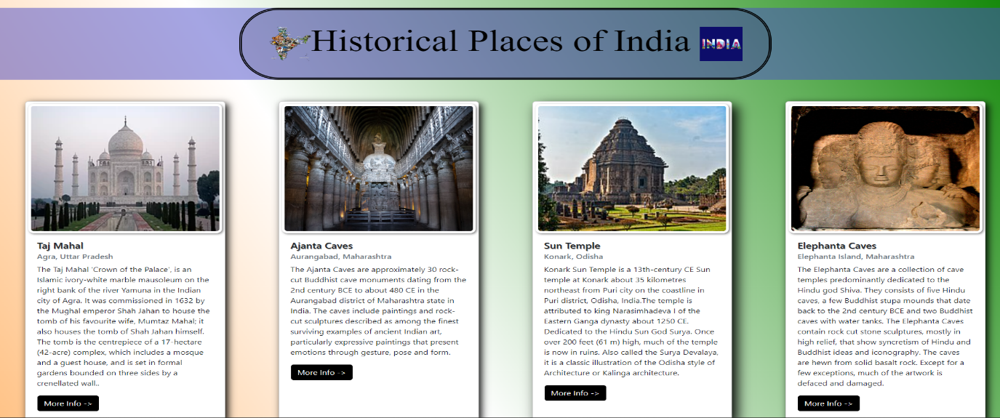 Historical Places of India INDIA
Taj Mahal
Agra, Uttar Pradesh
The Taj Mahal 'Crown of the Palace', is an
Islamic ivory-white marble mausoleum on the
right bank of the river Yamuna in the Indian
city of Agra. It was commissioned in 1632 by
the Mughal emperor Shah Jahan to house the
tomb of his favourite wife, Mumtaz Mahal; it
also houses the tomb of Shah Jahan himself.
The tomb is the centrepiece of a 17-hectare
(42-acre) complex, which includes a mosque
and a guest house, and is set in formal
gardens bounded on three sides by a
crenellated wall..
More Info ->
Ajanta Caves
Aurangabad, Maharashtra
The Ajanta Caves are approximately 30 rock-
cut Buddhist cave monuments dating from the
2nd century BCE to about 480 CE in the
Aurangabad district of Maharashtra state in
India. The caves include paintings and rock-
cut sculptures described as among the finest
surviving examples of ancient Indian art,
particularly expressive paintings that present
emotions through gesture, pose and form.
More Info ->
Sun Temple
Konark, Odisha
Konark Sun Temple is a 13th-century CE Sun
temple at Konark about 35 kilometres
northeast from Puri city on the coastline in
Puri district, Odisha, India.The temple is
attributed to king Narasimhadeva I of the
Eastern Ganga dynasty about 1250 CE.
Dedicated to the Hindu Sun God Surya. Once
over 200 feet (61 m) high, much of the temple
is now in ruins. Also called the Surya Devalaya,
it is a classic illustration of the Odisha style of
Architecture or Kalinga architecture.
More Info ->
Elephanta Caves
Elephanta Island, Maharashtra
The Elephanta Caves are a collection of cave
temples predominantly dedicated to the
Hindu god Shiva. They consists of five Hindu
caves, a few Buddhist stupa mounds that date
back to the 2nd century BCE and two Buddhist
caves with water tanks. The Elephanta Caves
contain rock cut stone sculptures, mostly in
high relief, that show syncretism of Hindu and
Buddhist ideas and iconography. The caves
are hewn from solid basalt rock. Except for a
few exceptions, much of the artwork is
defaced and damaged.
More Info ->